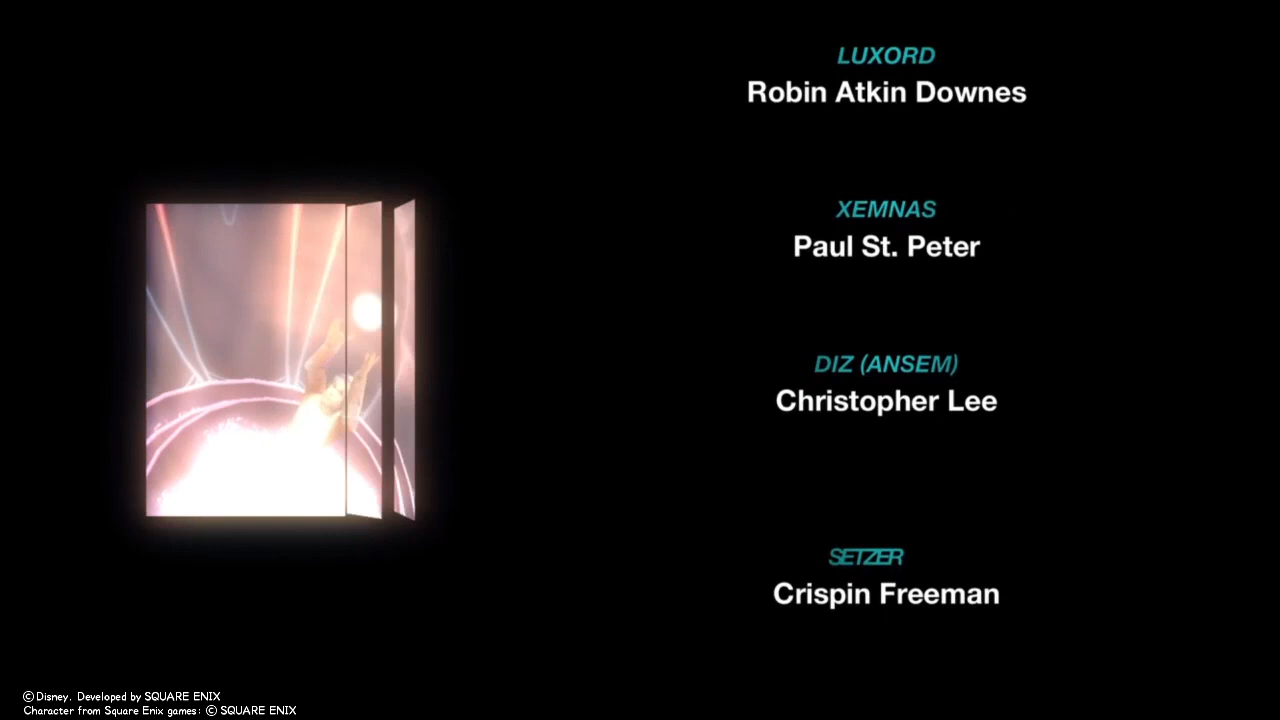 LUXORD
Robin Atkin Downes
XEMNAS
Paul St. Peter
DIZ (ANSEM)
Christopher Lee
SETZER
Crispin Freeman
©Disney. Developed by SQUARE ENIX
Character from Square Enix games: © SQUARE ENIX